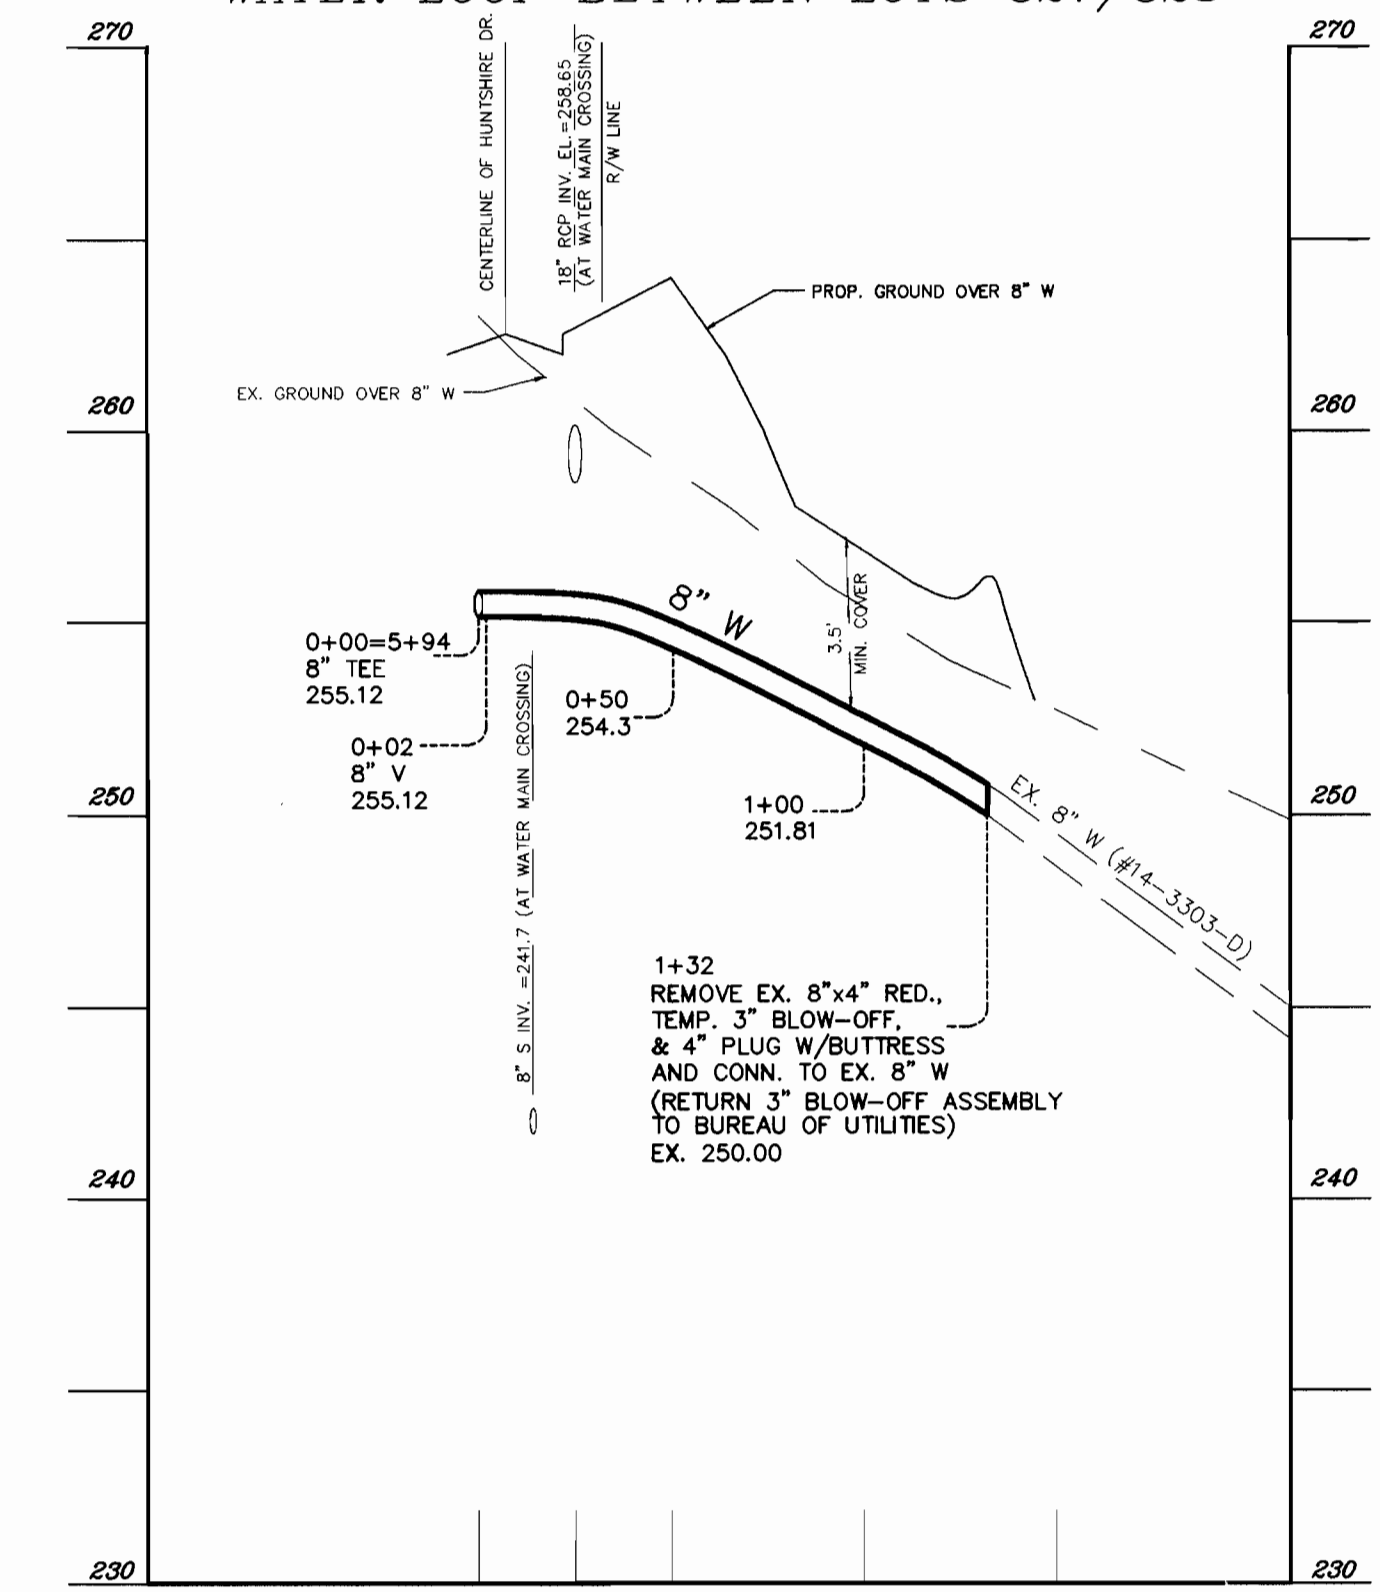 270
270
CENTERLINE OF HUNTSHIRE DR.
18" RCP INV. EL.=258.65
(AT WATER MAIN CROSSING)
R/W LINE
PROP. GROUND OVER 8" W
EX. GROUND OVER 8" W
260
260
8" W
3.5'
MIN. COVER
0+00=5+94
8" TEE
255.12
0+02
8" V
255.12
0+50
254.3
8" S INV. =241.7 (AT WATER MAIN CROSSING)
250
250
1+00
251.81
EX. 8" W (#14-3303-D)
1+32
REMOVE EX. 8"x4" RED.,
TEMP. 3" BLOW-OFF,
& 4" PLUG W/BUTTRESS
AND CONN. TO EX. 8" W
(RETURN 3" BLOW-OFF ASSEMBLY
TO BUREAU OF UTILITIES)
EX. 250.00
240
240
230
230